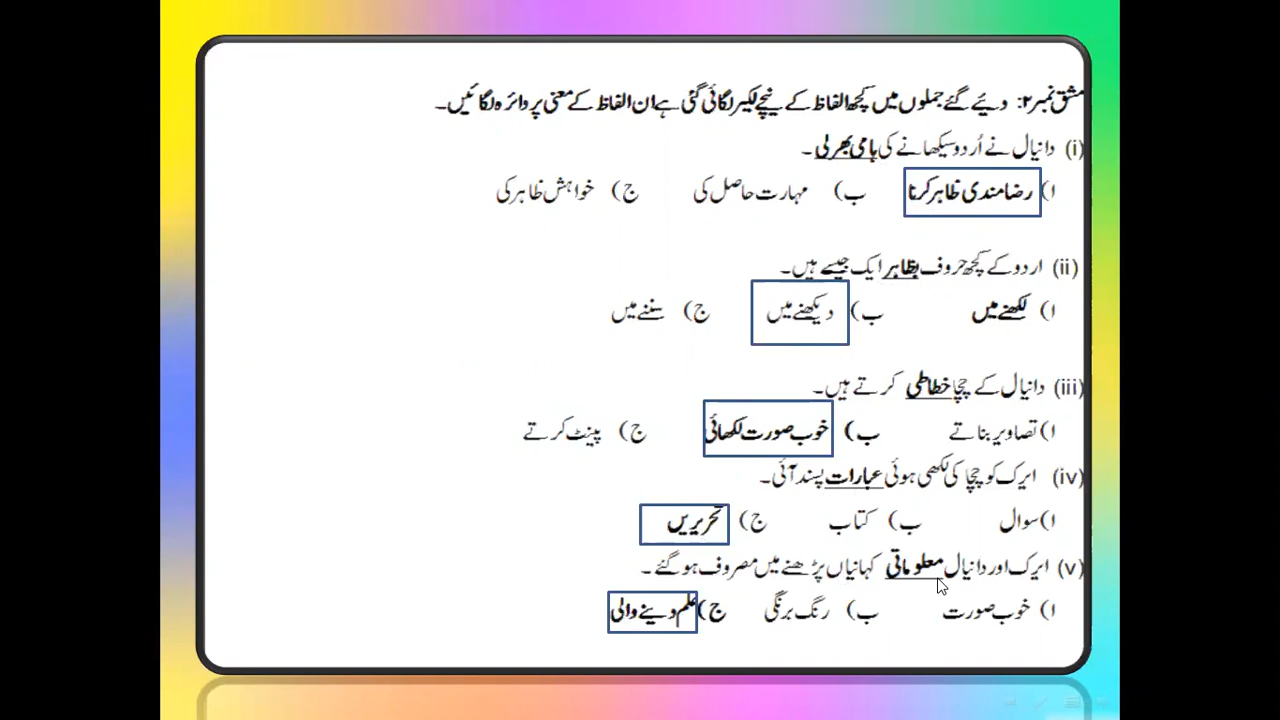 مشق نمبر ۲: دیئے گئے جملوں میں کچھ الفاظ کے نیچے لکیر لگائی گئی ہے ان الفاظ کے معنی پر دائرہ لگائیں۔
(i) دانیال نے اُردو سیکھانے کی ہامی بھرلی۔
ا) رضامندی ظاہر کرنا ب) مہارت حاصل کی ج) خواہش ظاہر کی
(ii) اردو کے کچھ حروف بظاہر ایک جیسے ہیں۔
ا) لکھنے میں ب) دیکھنے میں ج) سننے میں
(iii) دانیال کے چچا خطاطی کرتے ہیں۔
ا) تصاویر بناتے ب) خوب صورت لکھائی ج) پینٹ کرتے
(iv) ایرک کو چچا کی لکھی ہوئی عبارات پسند آئی۔
ا) سوال ب) کتاب ج) تحریریں
(v) ایرک اور دانیال معلوماتی کہانیاں پڑھنے میں مصروف ہو گئے۔
ا) خوب صورت ب) رنگ برنگی ج) علم دینے والی